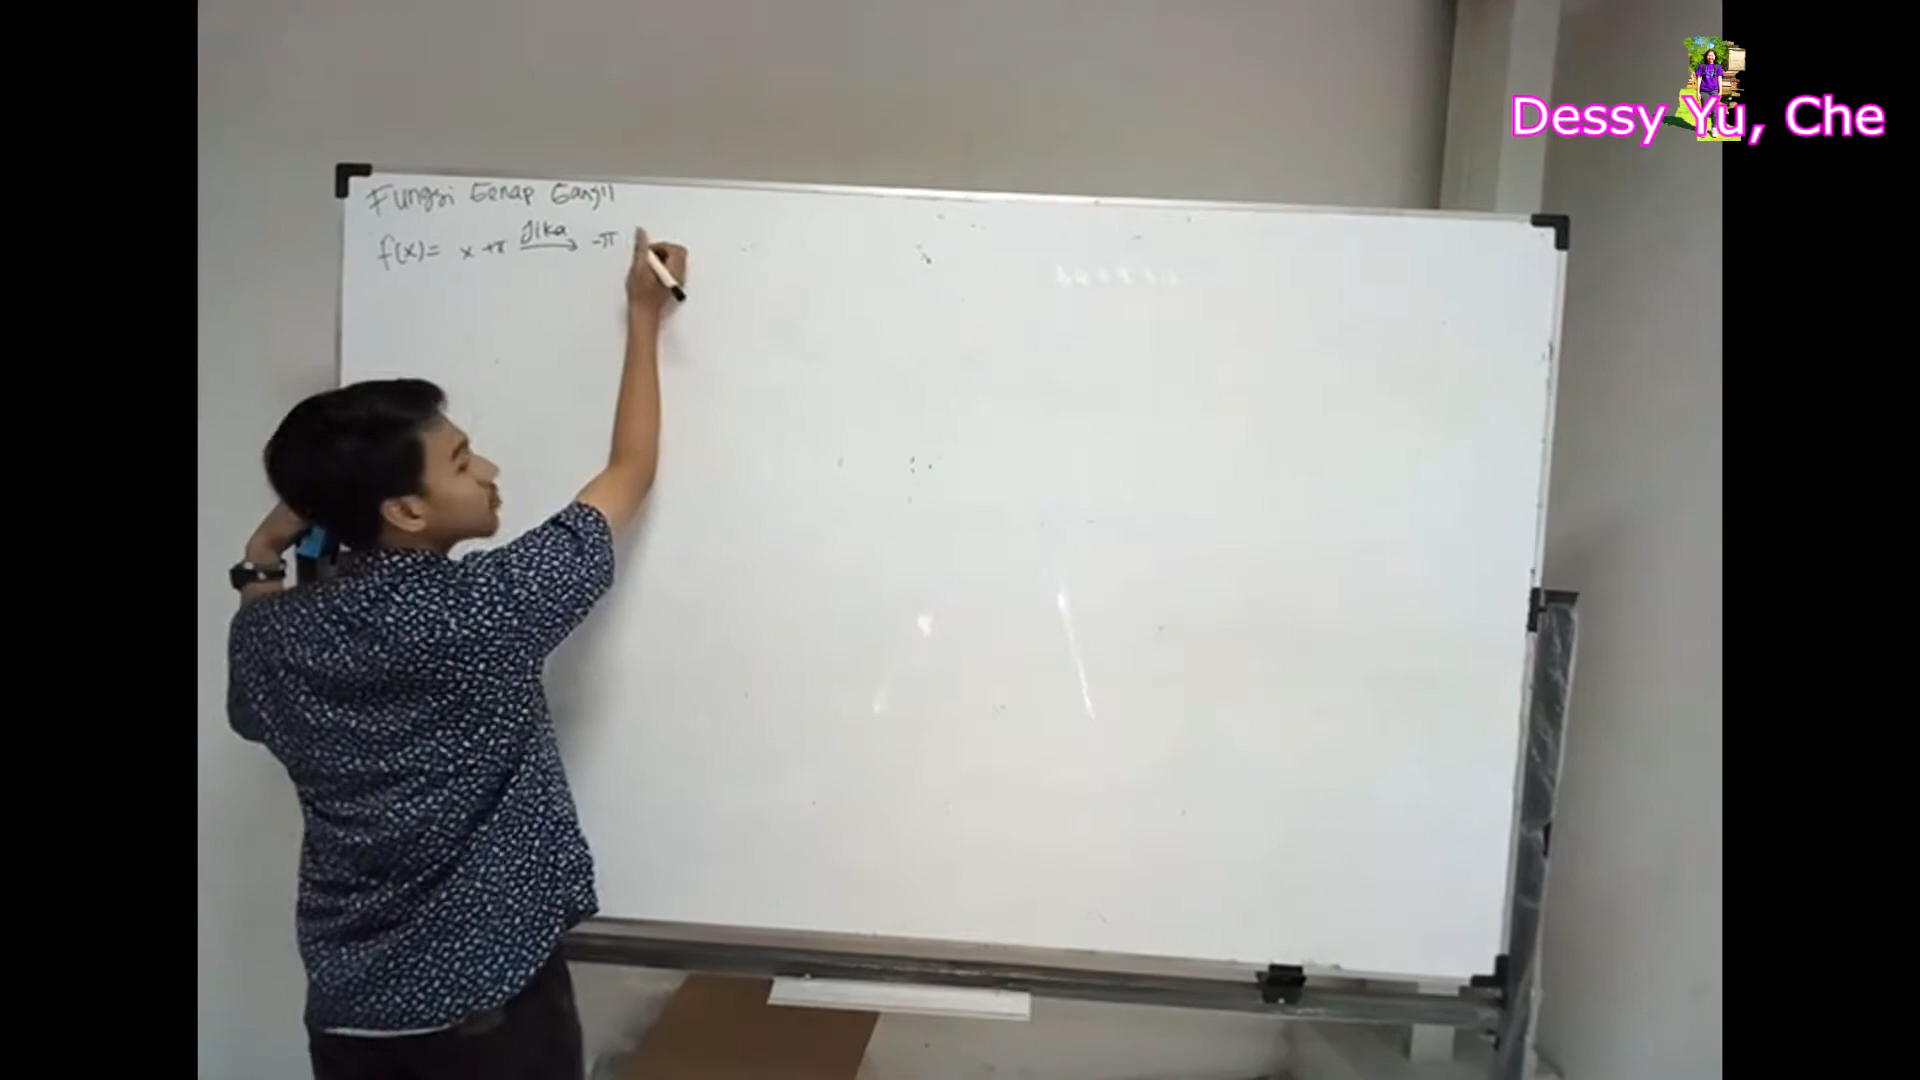 Fungsi Genap Ganjil
f(x) = x + π Jika → -π
Dessy Yu, Che